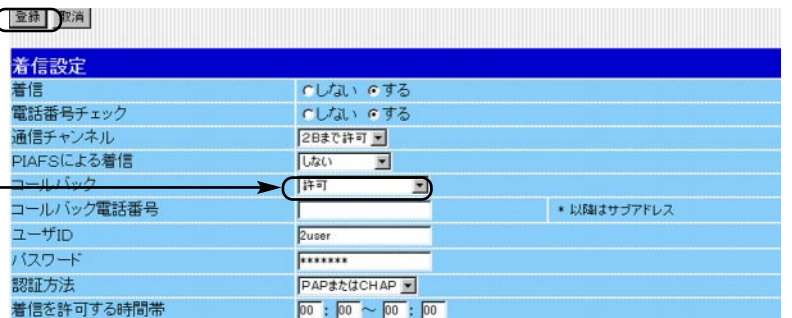 登録 取消
着信設定
着信 しない する
電話番号チェック しない する
通信チャンネル 2Bまで許可
PIAFSによる着信 しない
コールバック 許可
コールバック電話番号 * 以降はサブアドレス
ユーザID 2user
パスワード *******
認証方法 PAPまたはCHAP
着信を許可する時間帯 00 : 00 ～ 00 : 00